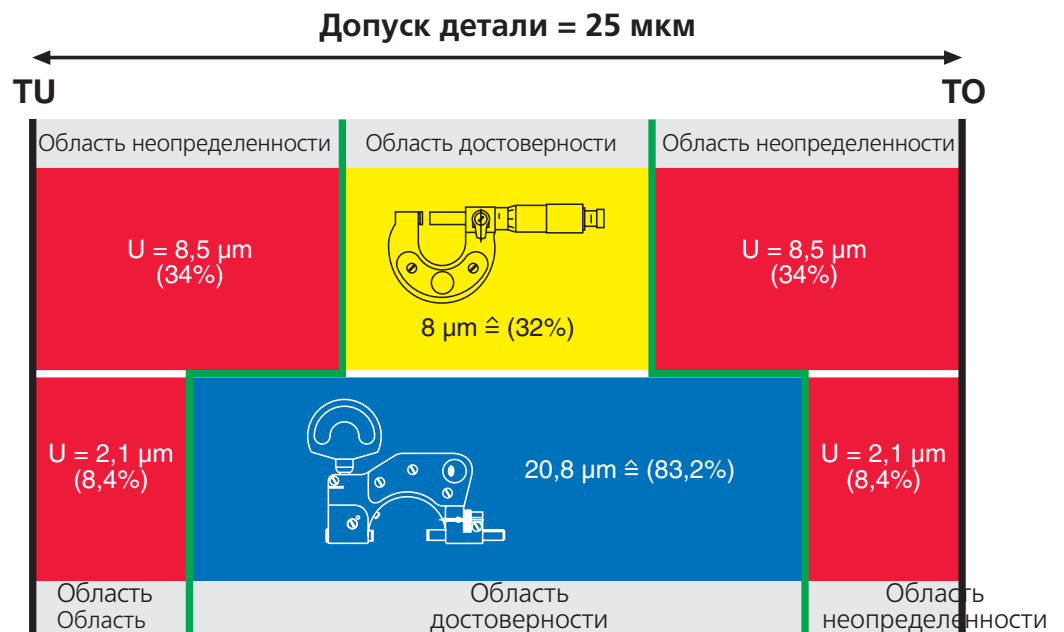 Допуск детали = 25 мкм
TU
TO
Область неопределенности
Область достоверности
Область неопределенности
U = 8,5 µm
(34%)
8 µm ≙ (32%)
U = 8,5 µm
(34%)
U = 2,1 µm
(8,4%)
20,8 µm ≙ (83,2%)
U = 2,1 µm
(8,4%)
Область
Область
Область
достоверности
Область
неопределенности